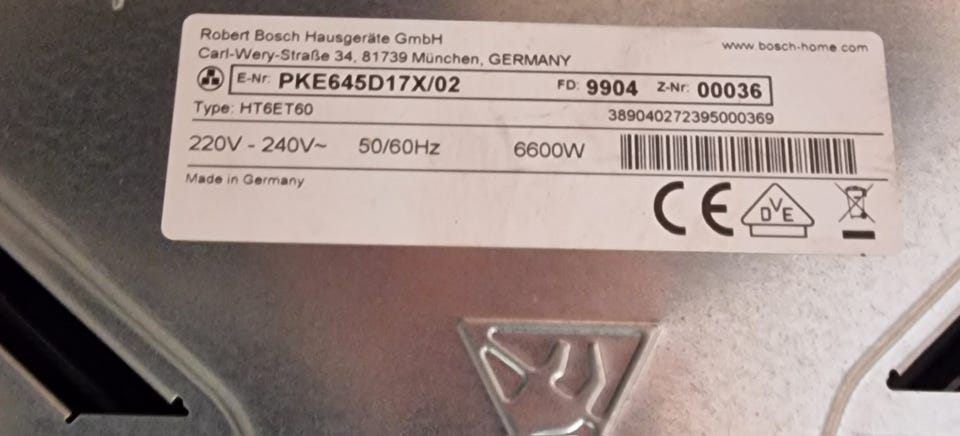 Robert Bosch Hausgeräte GmbH
Carl-Wery-Straße 34, 81739 München, GERMANY
www.bosch-home.com
E-Nr: PKE645D17X/02 FD: 9904 Z-Nr: 00036
Type: HT6ET60 389040272395000369
220V - 240V~ 50/60Hz 6600W
Made in Germany
CE DVE